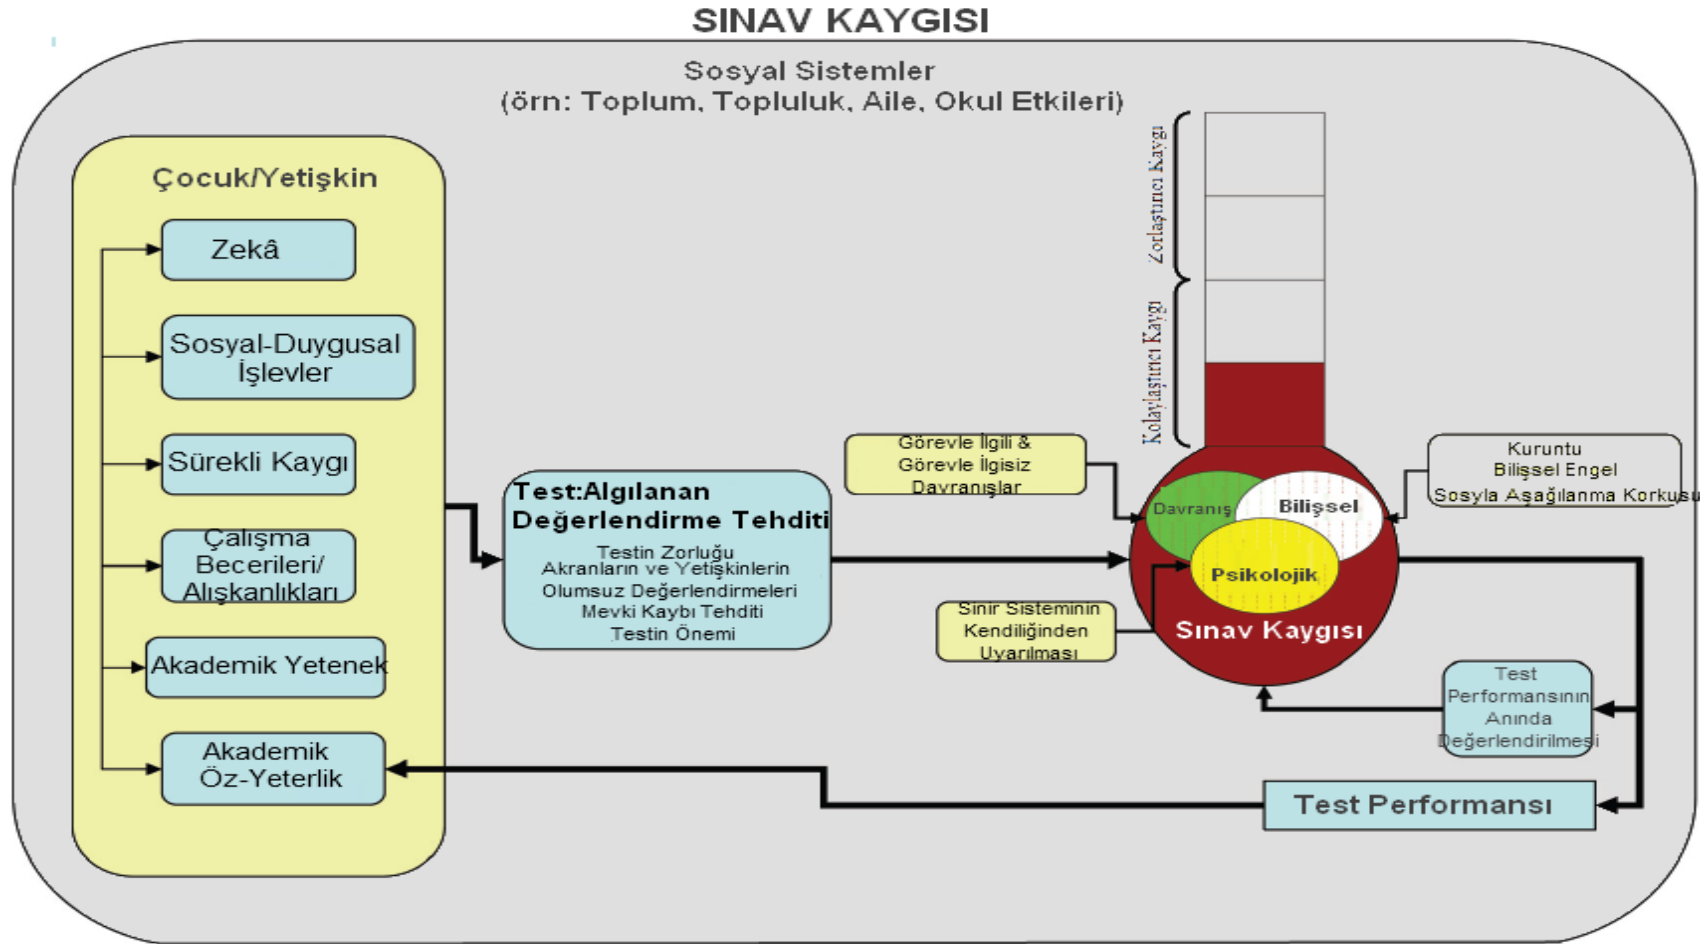 SINAV KAYGISI
Sosyal Sistemler
(örn: Toplum, Topluluk, Aile, Okul Etkileri)
Çocuk/Yetişkin
Zekâ
Sosyal-Duygusal
İşlevler
Sürekli Kaygı
Çalışma
Becerileri/
Alışkanlıkları
Akademik Yetenek
Akademik
Öz-Yeterlik
Test:Algılanan
Değerlendirme Tehditi
Testin Zorluğu
Akranların ve Yetişkinlerin
Olumsuz Değerlendirmeleri
Mevki Kaybı Tehditi
Testin Önemi
Görevle İlgili &
Görevle İlgisiz
Davranışlar
Sinir Sisteminin
Kendiliğinden
Uyarılması
Zorlaştırıcı Kaygı
Kolaylaştırıcı Kaygı
Davranış
Bilişsel
Psikolojik
Sınav Kaygısı
Kuruntu
Bilişsel Engel
Sosyla Aşağılanma Korkusu
Test
Performansının
Anında
Değerlendirilmesi
Test Performansı